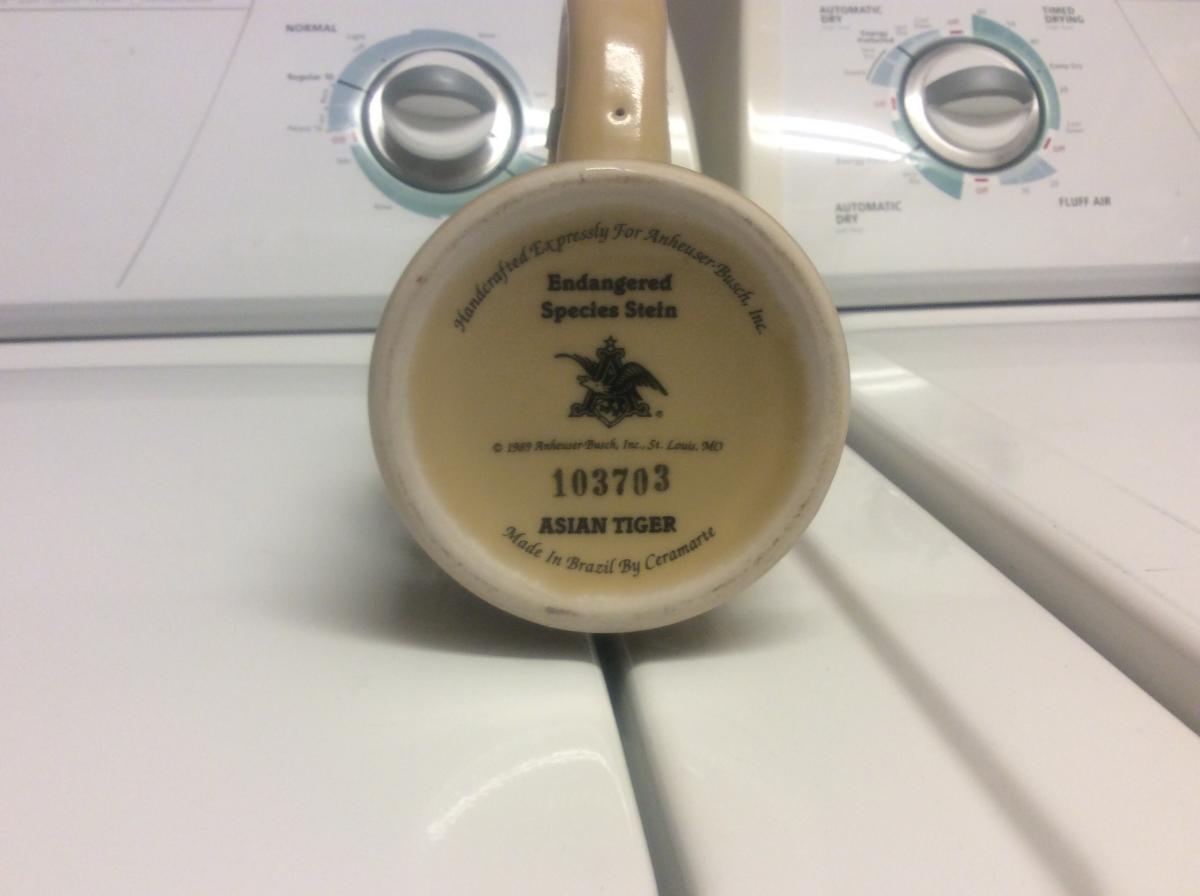 NORMAL
Regular
AUTOMATIC
DRY
TIMED
DRYING
AUTOMATIC
DRY
FLUFF AIR
Handcrafted Expressly For Anheuser-Busch, Inc.
Endangered
Species Stein
A
®
© 1989 Anheuser-Busch, Inc., St. Louis, MO
103703
ASIAN TIGER
Made In Brazil By Ceramarte